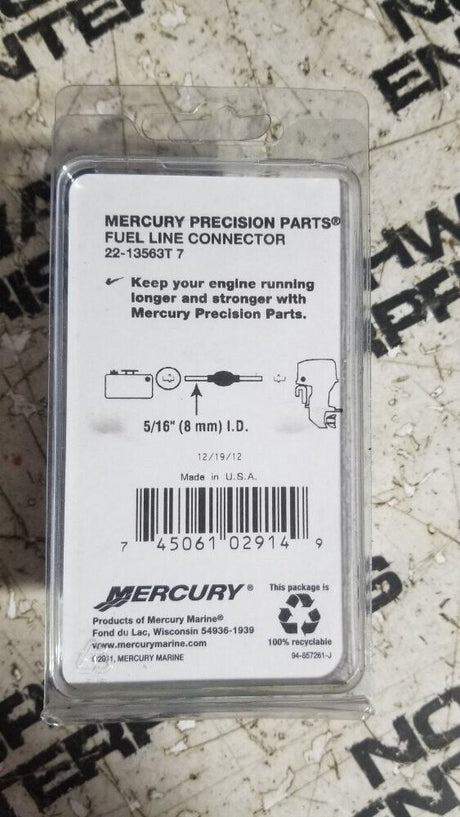 MERCURY PRECISION PARTS®
FUEL LINE CONNECTOR
22-13563T 7
✓ Keep your engine running
longer and stronger with
Mercury Precision Parts.
5/16" (8 mm) I.D.
12/19/12
Made in U.S.A.
7 45061 02914 9
MERCURY®
Products of Mercury Marine®
Fond du Lac, Wisconsin 54936-1939
www.mercurymarine.com
©2011, MERCURY MARINE
This package is
100% recyclable
94-857261-J